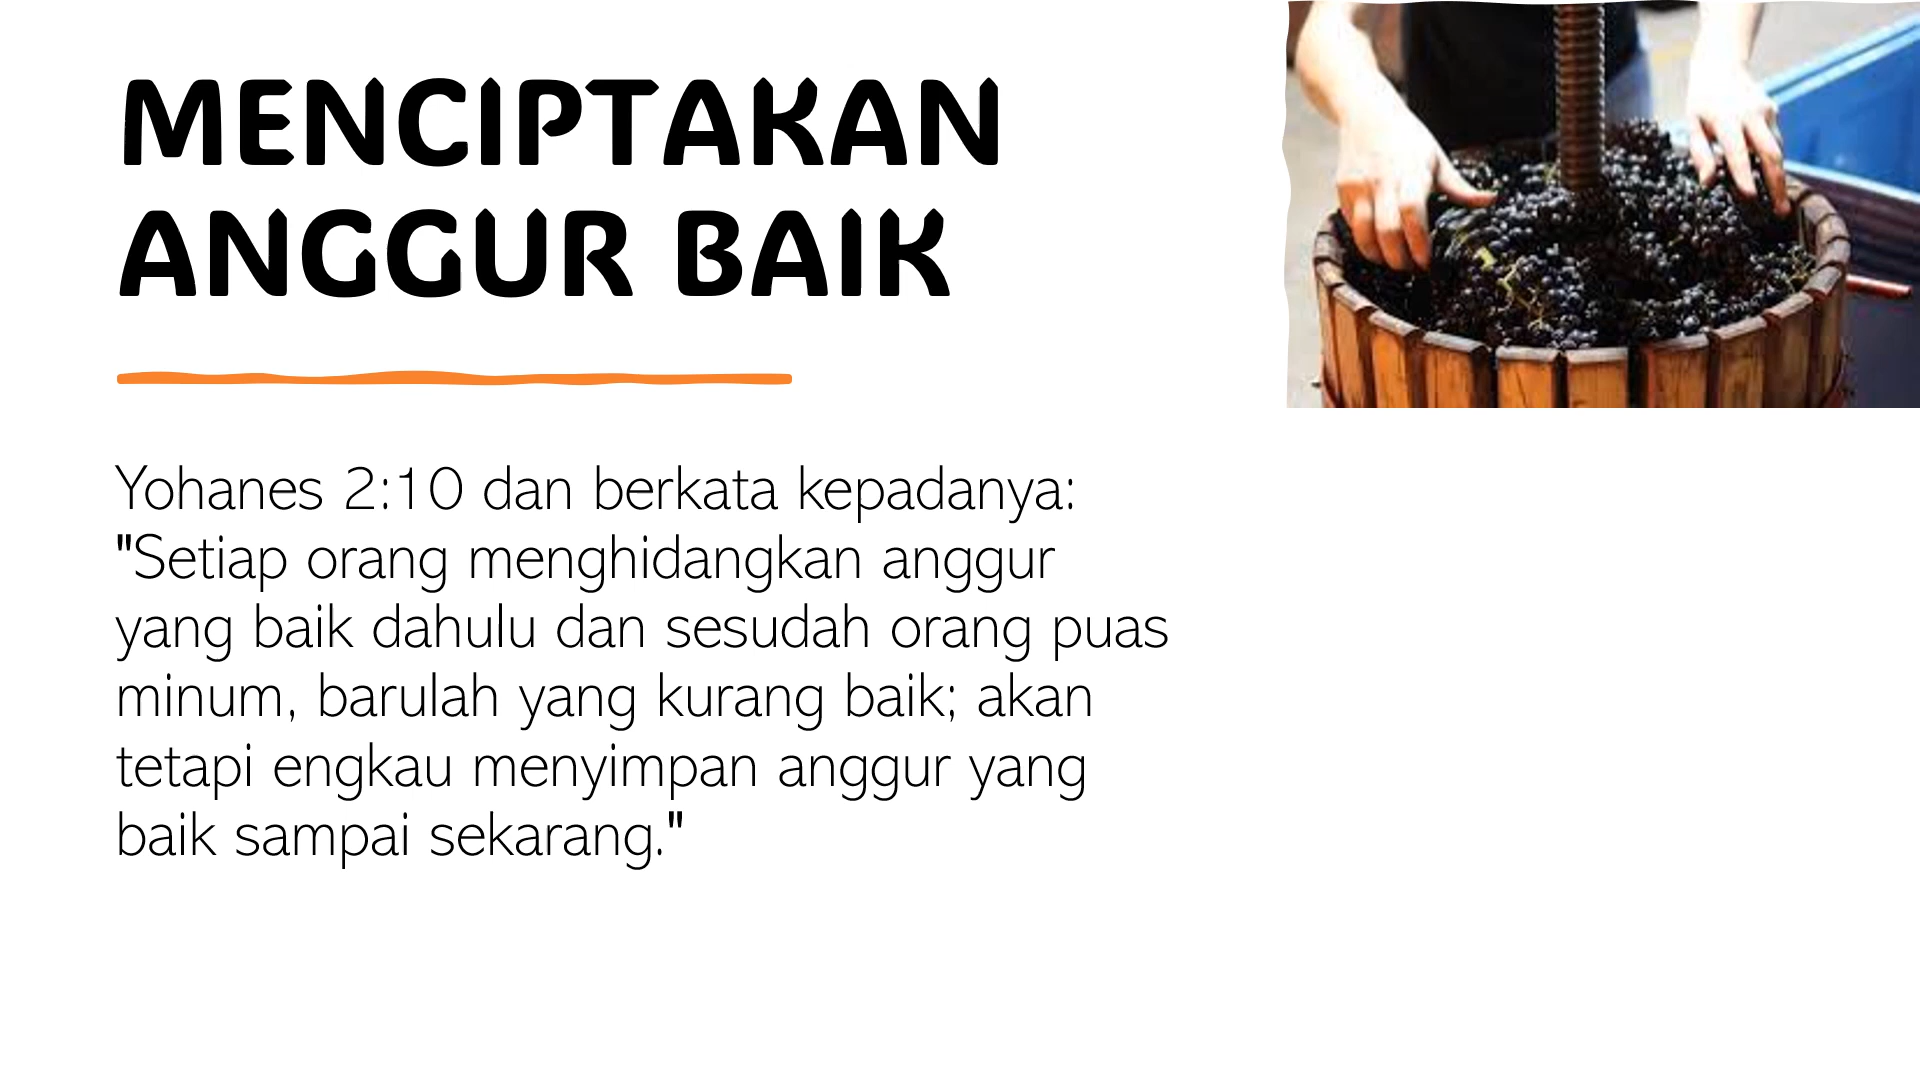 MENCIPTAKAN
ANGGUR BAIK
Yohanes 2:10 dan berkata kepadanya:
"Setiap orang menghidangkan anggur
yang baik dahulu dan sesudah orang puas
minum, barulah yang kurang baik; akan
tetapi engkau menyimpan anggur yang
baik sampai sekarang."